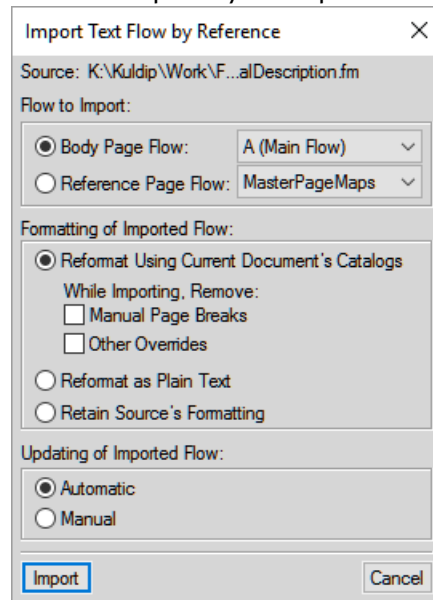 Import Text Flow by Reference
Source: K:\Kuldip\Work\F...alDescription.fm
Flow to Import:
Body Page Flow: A (Main Flow)
Reference Page Flow: MasterPageMaps
Formatting of Imported Flow:
Reformat Using Current Document's Catalogs
While Importing, Remove:
Manual Page Breaks
Other Overrides
Reformat as Plain Text
Retain Source's Formatting
Updating of Imported Flow:
Automatic
Manual
Import Cancel